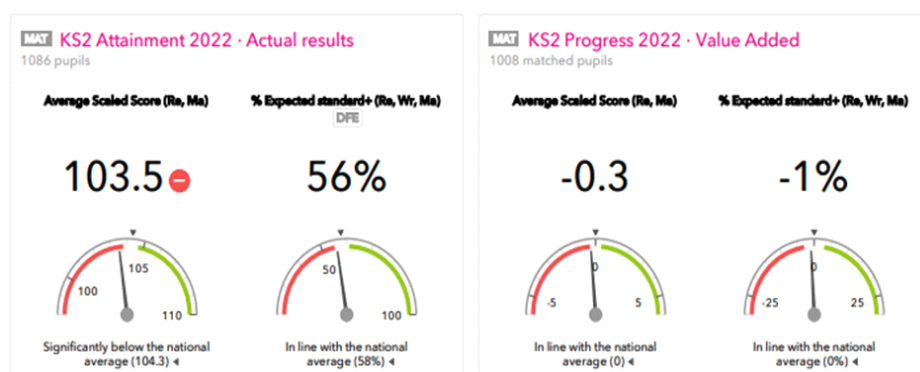 MAT KS2 Attainment 2022 · Actual results
1086 pupils
Average Scaled Score (Re, Ma)
% Expected standard+ (Re, Wr, Ma)
DFE
103.5
56%
100
105
110
50
100
Significantly below the national
average (104.3)
In line with the national
average (58%)
MAT KS2 Progress 2022 · Value Added
1008 matched pupils
Average Scaled Score (Re, Ma)
% Expected standard+ (Re, Wr, Ma)
-0.3
-1%
-5
0
5
-25
0
25
In line with the national
average (0)
In line with the national
average (0%)